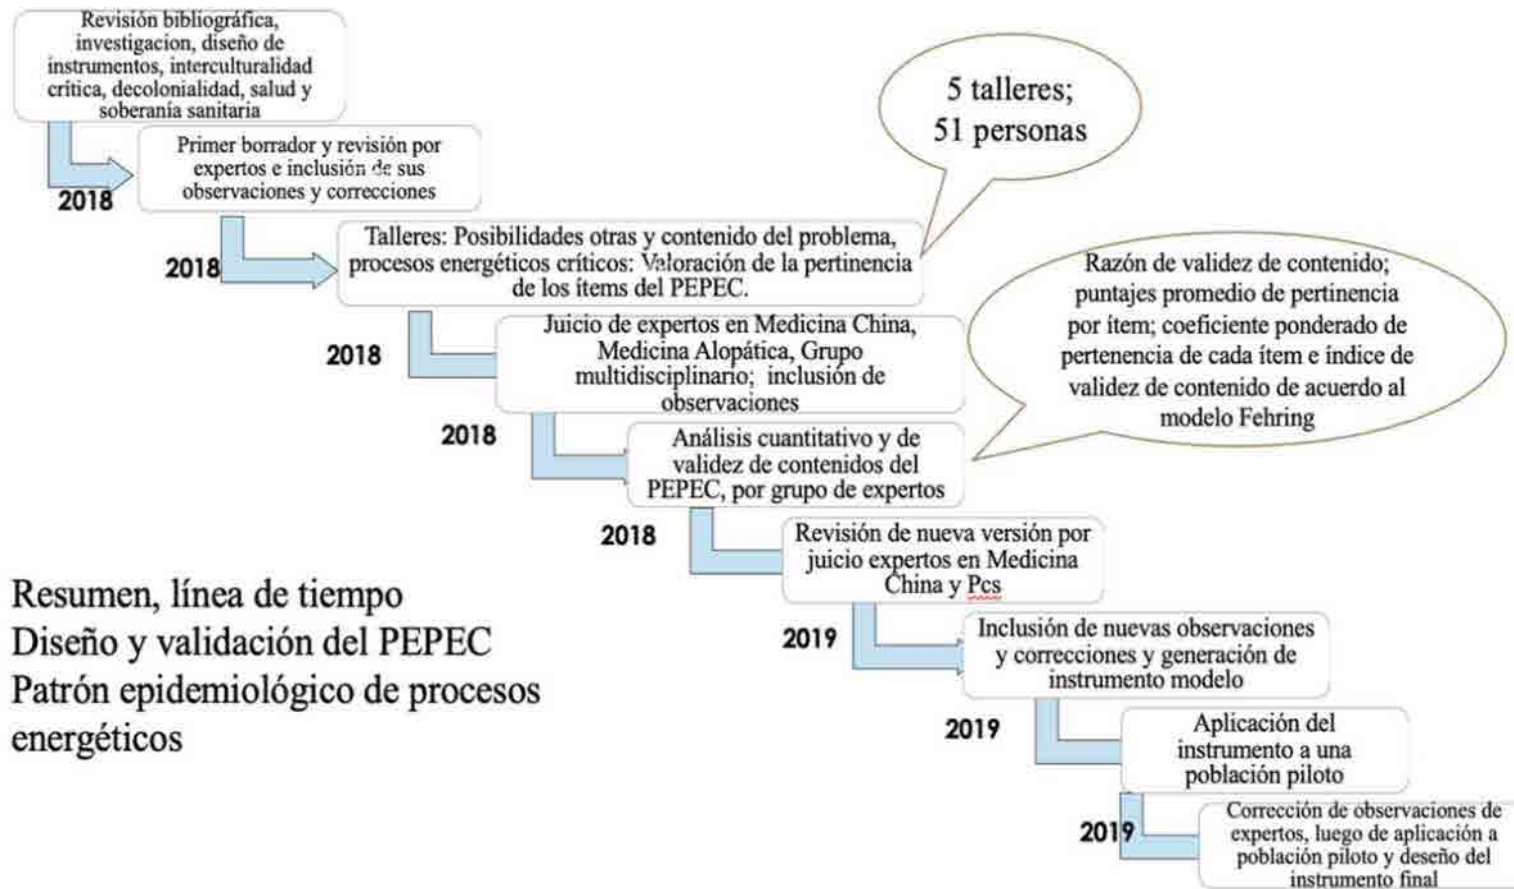 Revisión bibliográfica,
investigacion, diseño de
instrumentos, interculturalidad
crítica, decolonialidad, salud y
soberanía sanitaria
2018
Primer borrador y revisión por
expertos e inclusión de sus
observaciones y correcciones
2018
Talleres: Posibilidades otras y contenido del problema,
procesos energéticos críticos: Valoración de la pertinencia
de los ítems del PEPEC.
5 talleres;
51 personas
2018
Juicio de expertos en Medicina China,
Medicina Alopática, Grupo
multidisciplinario; inclusión de
observaciones
2018
Análisis cuantitativo y de
validez de contenidos del
PEPEC, por grupo de expertos
Razón de validez de contenido;
puntajes promedio de pertinencia
por ítem; coeficiente ponderado de
pertenencia de cada ítem e índice de
validez de contenido de acuerdo al
modelo Fehring
2018
Revisión de nueva versión por
juicio expertos en Medicina
China y Pcs
2019
Inclusión de nuevas observaciones
y correcciones y generación de
instrumento modelo
2019
Aplicación del
instrumento a una
población piloto
2019
Corrección de observaciones de
expertos, luego de aplicación a
población piloto y deseño del
instrumento final
Resumen, línea de tiempo
Diseño y validación del PEPEC
Patrón epidemiológico de procesos
energéticos